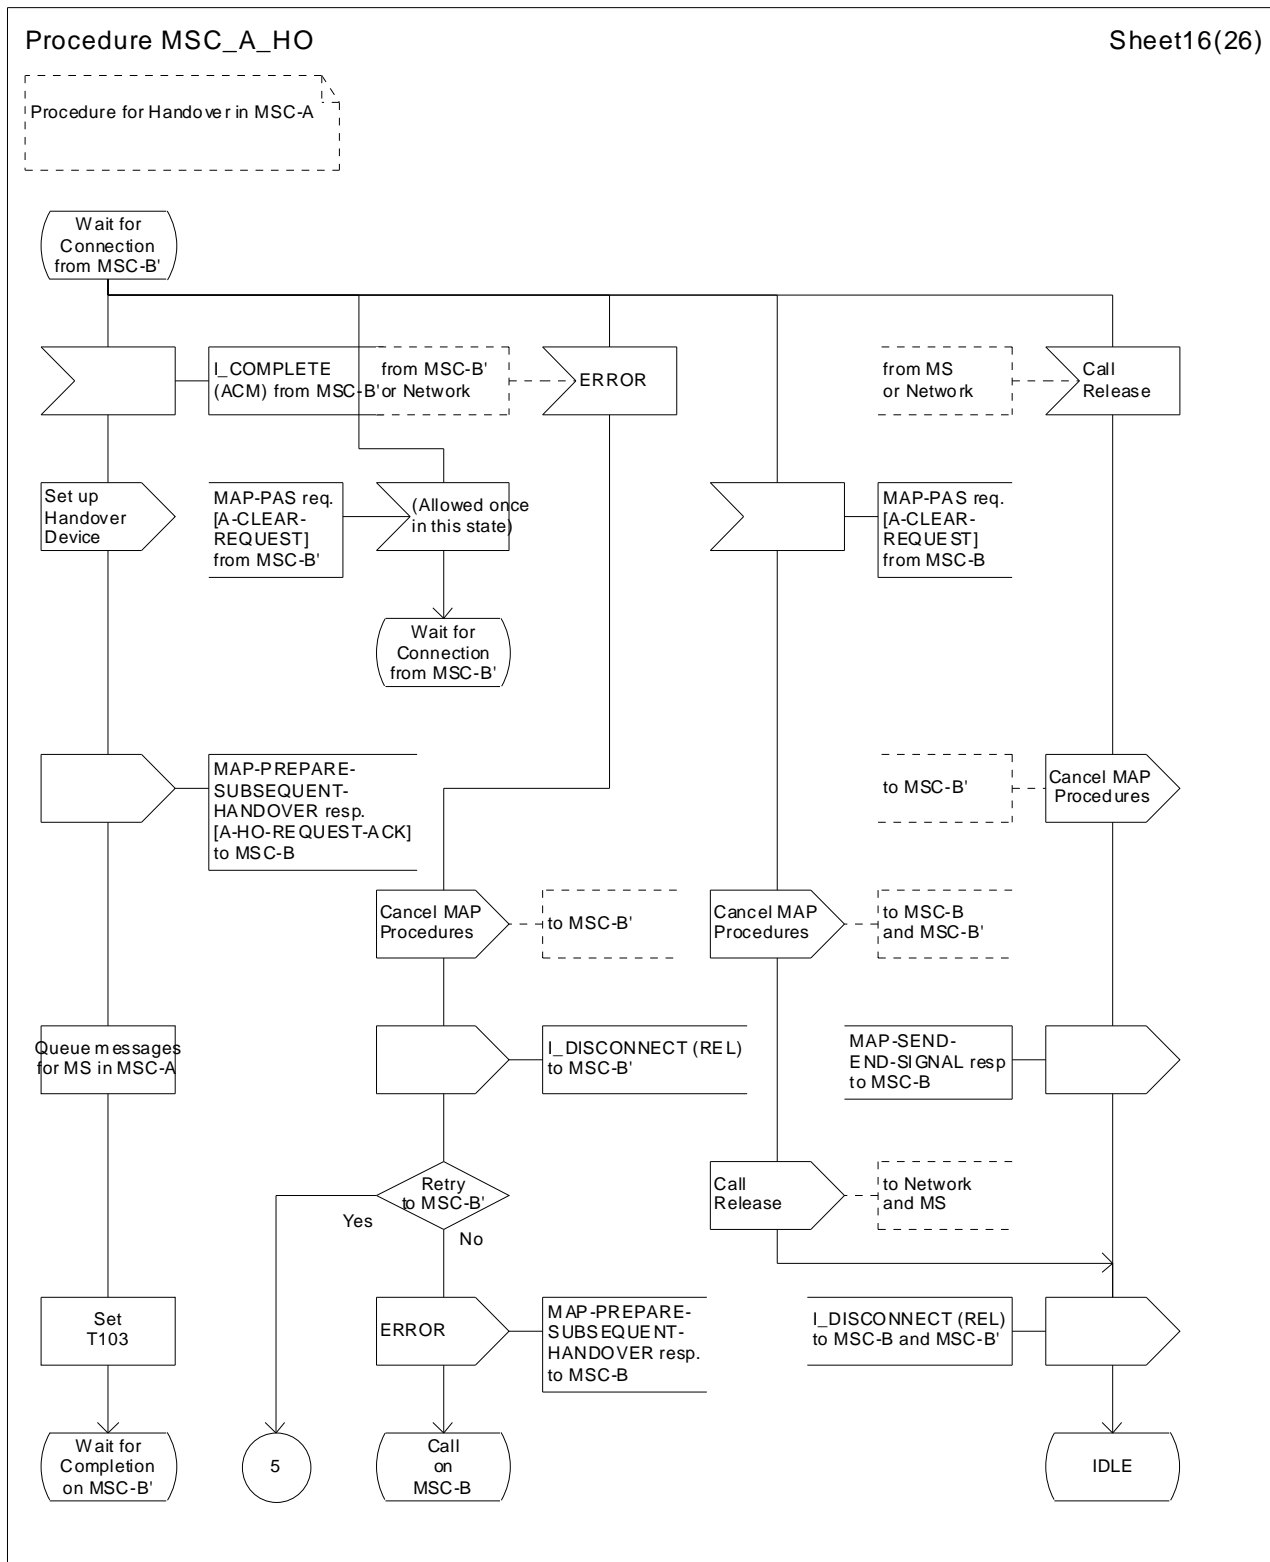 Procedure MSC_A_HO
Sheet16(26)
Procedure for Handover in MSC-A
Wait for
Connection
from MSC-B'
I_COMPLETE
(ACM) from MSC-B'
from MSC-B'
or Network
ERROR
from MS
or Network
Call
Release
Set up
Handover
Device
MAP-PAS req.
[A-CLEAR-
REQUEST]
from MSC-B'
(Allowed once
in this state)
MAP-PAS req.
[A-CLEAR-
REQUEST]
from MSC-B
Wait for
Connection
from MSC-B'
MAP-PREPARE-
SUBSEQUENT-
HANDOVER resp.
[A-HO-REQUEST-ACK]
to MSC-B
to MSC-B'
Cancel MAP
Procedures
Cancel MAP
Procedures
to MSC-B'
Cancel MAP
Procedures
to MSC-B
and MSC-B'
Queue messages
for MS in MSC-A
I_DISCONNECT (REL)
to MSC-B'
MAP-SEND-
END-SIGNAL resp
to MSC-B
Retry
to MSC-B'
Yes
No
Call
Release
to Network
and MS
Set
T103
ERROR
MAP-PREPARE-
SUBSEQUENT-
HANDOVER resp.
to MSC-B
I_DISCONNECT (REL)
to MSC-B and MSC-B'
Wait for
Completion
on MSC-B'
5
Call
on
MSC-B
IDLE